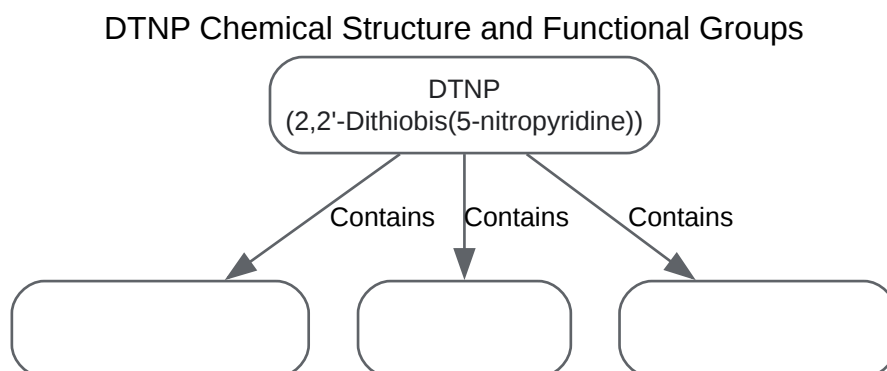 DTNP Chemical Structure and Functional Groups
DTNP
(2,2'-Dithiobis(5-nitropyridine))
Contains
Contains
Contains